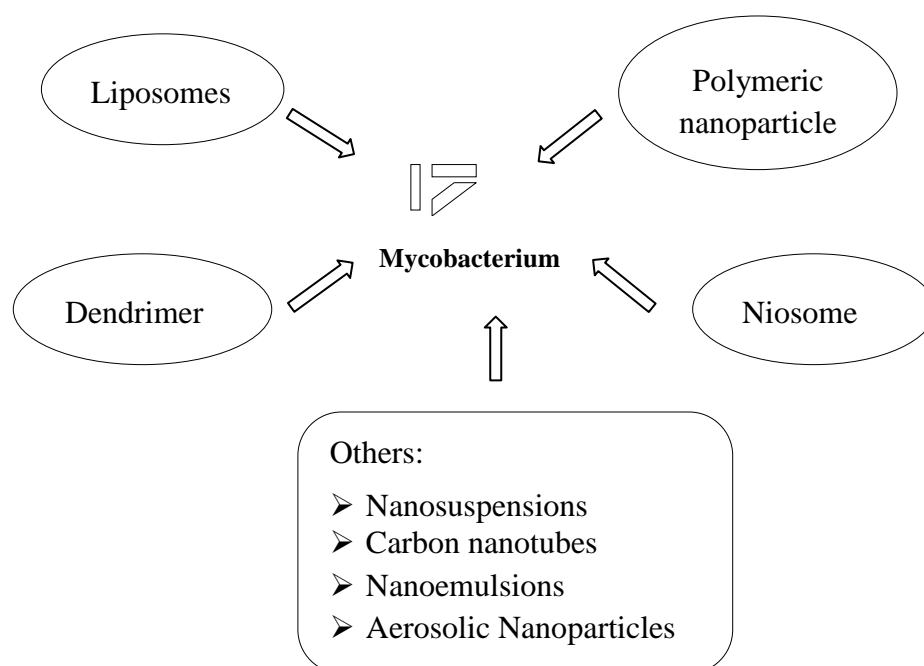 Liposomes
Polymeric
nanoparticle
Mycobacterium
Dendrimer
Niosome
Others:
➢ Nanosuspensions
➢ Carbon nanotubes
➢ Nanoemulsions
➢ Aerosolic Nanoparticles